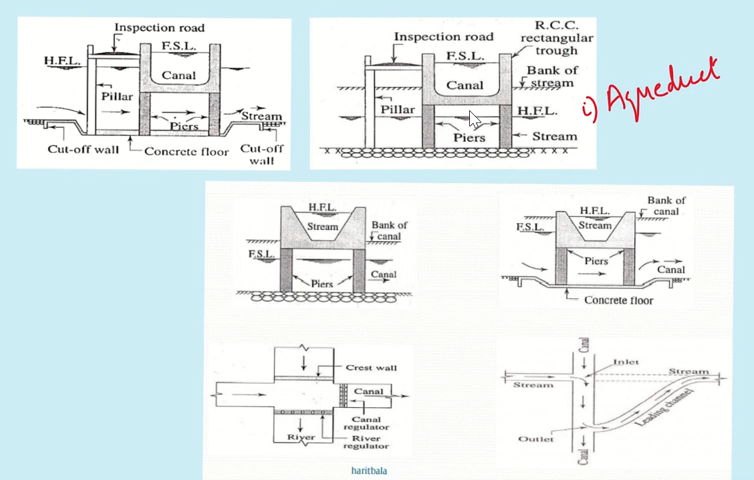 Inspection road
F.S.L.
H.F.L.
Canal
Pillar
Stream
Piers
Cut-off wall
Concrete floor
Cut-off
wall
R.C.C.
rectangular
trough
Inspection road
F.S.L.
Bank of
stream
Canal
Pillar
H.F.L.
Piers
Stream
i) Aqueduct
H.F.L.
Stream
Bank of
canal
F.S.L.
Canal
Piers
Bank of
canal
H.F.L.
F.S.L.
Stream
Piers
Canal
Concrete floor
Crest wall
Canal
Canal
regulator
River
River
regulator
Canal
Inlet
Stream
Stream
Leading channel
Outlet
Canal
haritbala